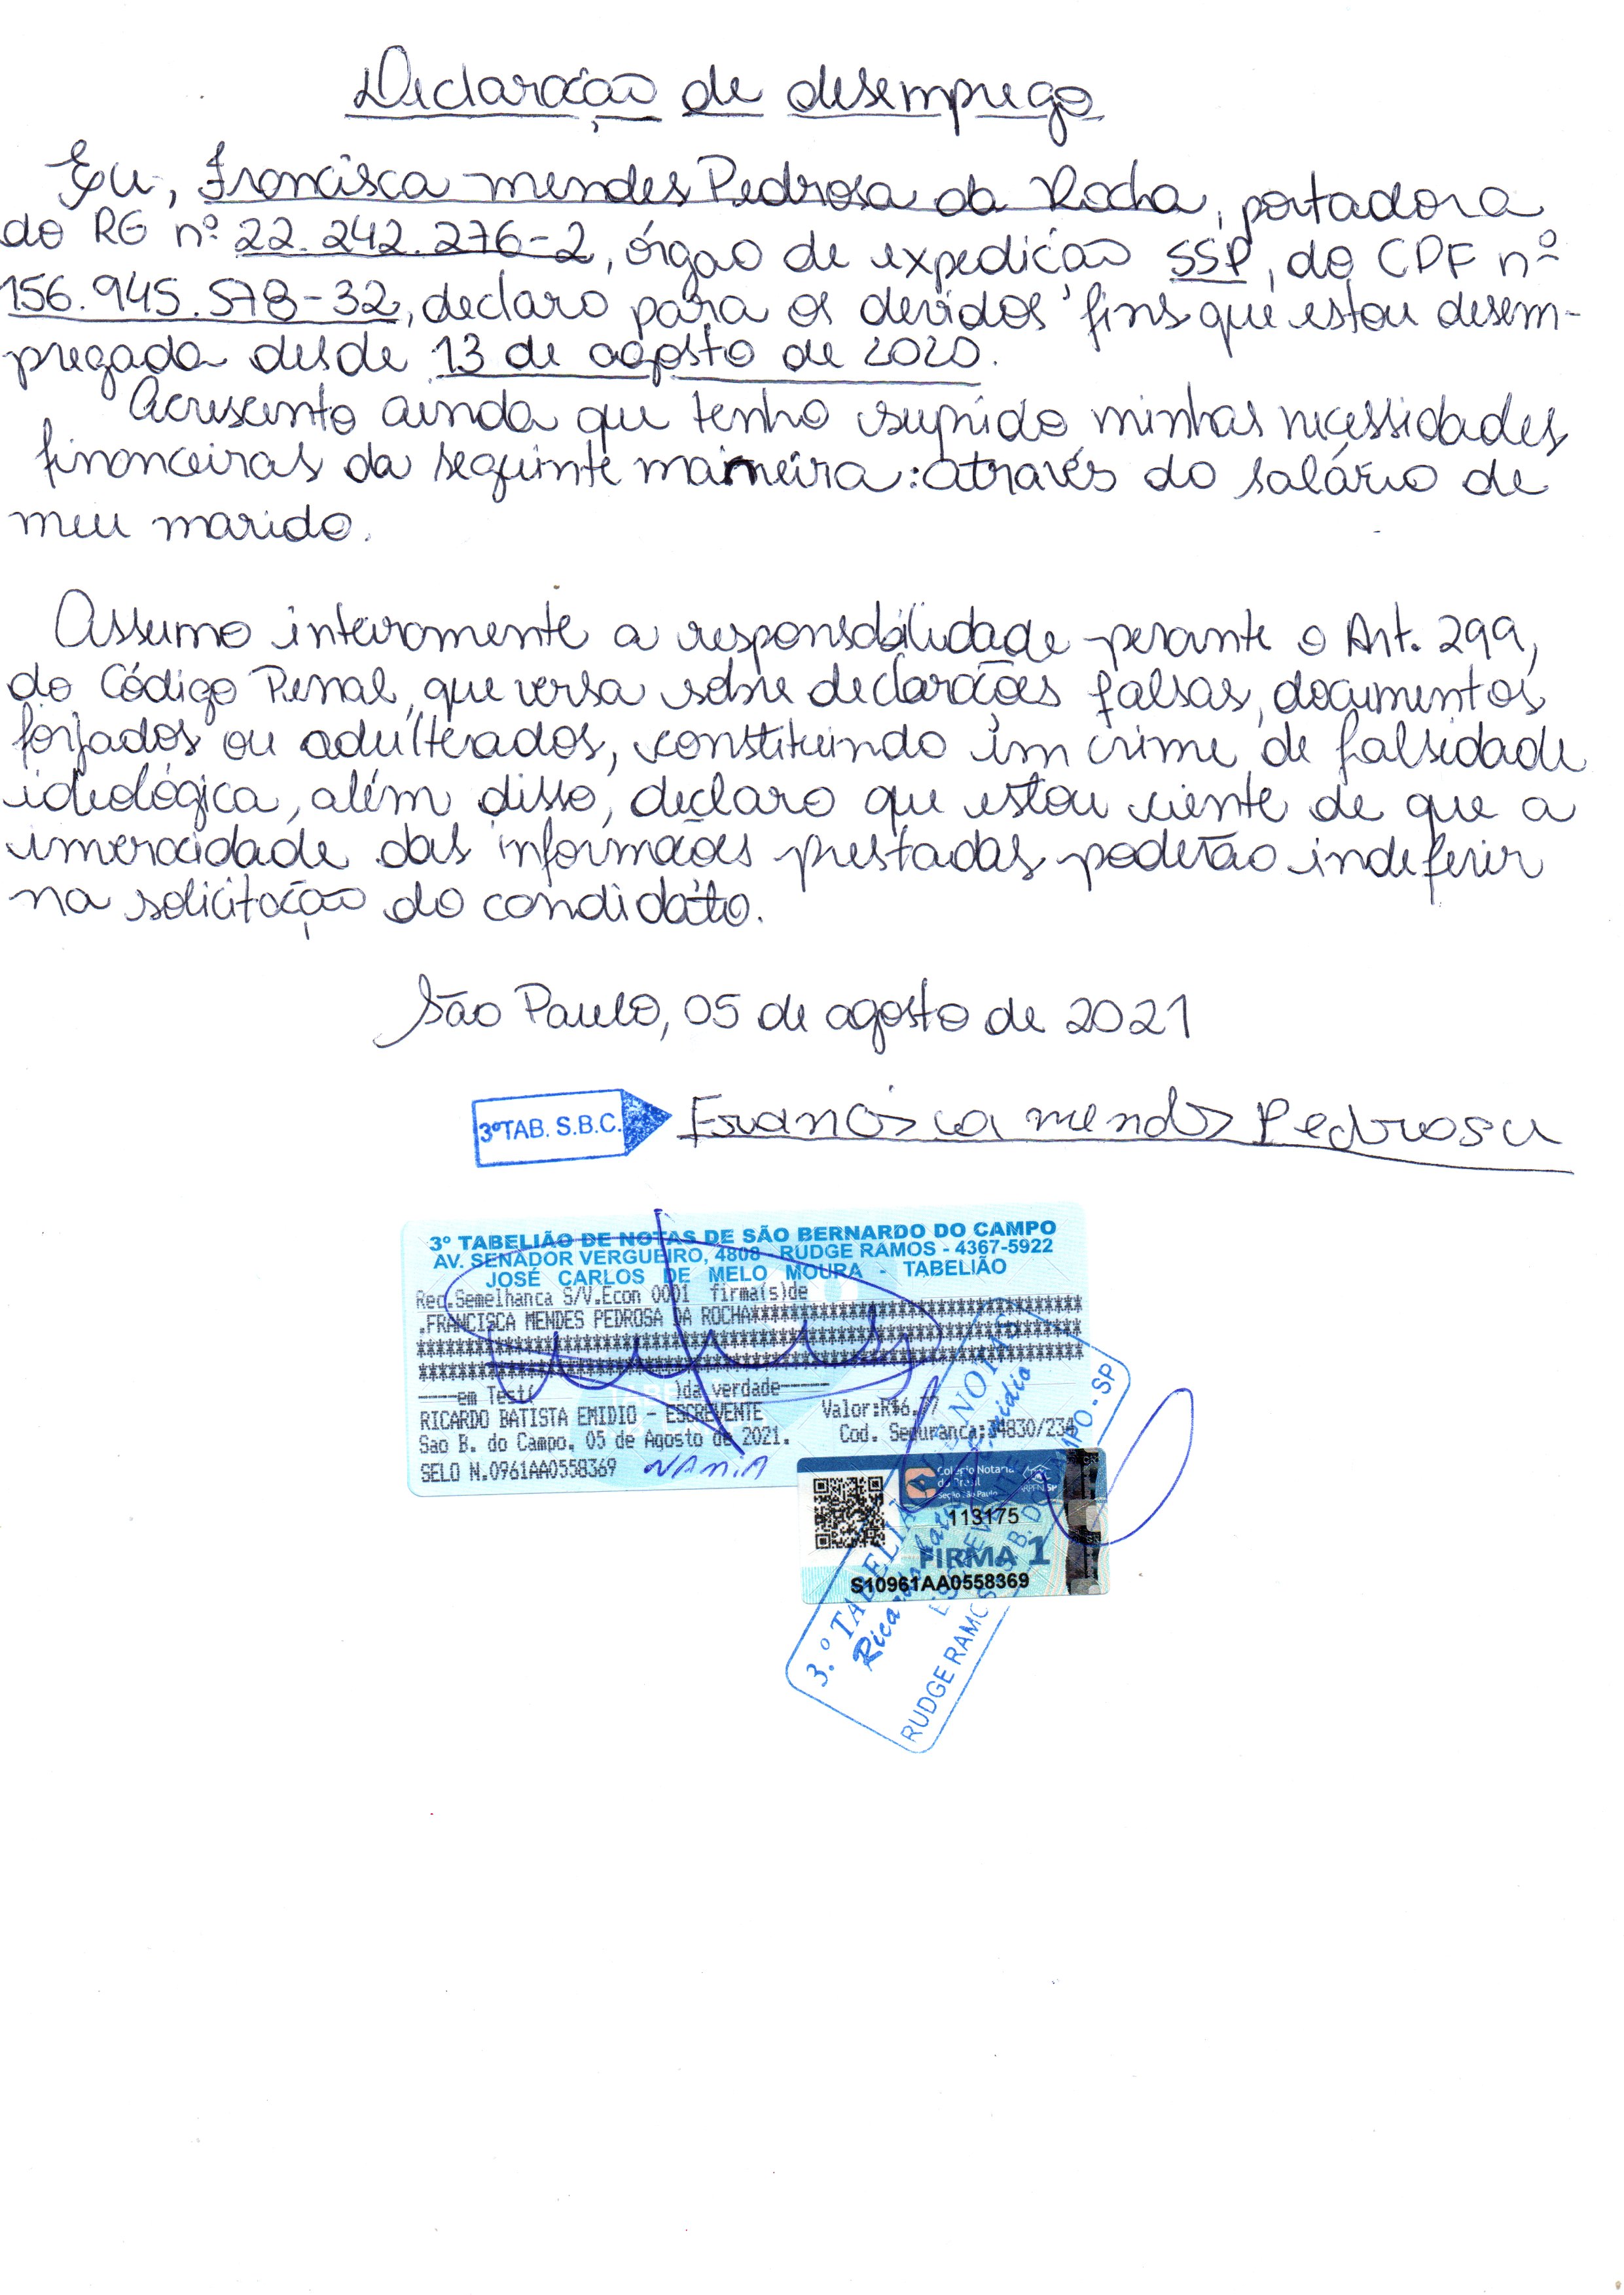 Declaração de desemprego
Eu, Francisca mendes Pedrosa da Rocha, portadora
do RG nº 22.242.276-2, órgão de expedição SSP, do CPF nº
156.945.578-32, declaro para os devidos fins que estou desem-
pregada desde 13 de agosto de 2020.
Acrescento ainda que tenho suprido minhas necessidades
financeiras da seguinte maneira: através do salário de
meu marido.
Assumo inteiramente a responsabilidade perante o Art. 299,
do Código Penal, que versa sobre declarações falsas, documentos
forjados ou adulterados, constituindo um crime de falsidade
ideológica, além disso, declaro que estou ciente de que a
inveracidade das informações prestadas poderão indeferir
na solicitação do candidato.
São Paulo, 05 de agosto de 2021
3ºTAB. S.B.C. Francisca mendes Pedrosa
3º TABELIÃO DE NOTAS DE SÃO BERNARDO DO CAMPO
AV. SENADOR VERGUEIRO, 4808 - RUDGE RAMOS - 4367-5922
JOSÉ CARLOS DE MELO MOURA - TABELIÃO
Rec.Semelhanca S/V.Econ 0001 firma(s)de
.FRANCISCA MENDES PEDROSA DA ROCHA
----em Test( )da verdade------
RICARDO BATISTA EMIDIO - ESCREVENTE Valor:R$6,77
Sao B. do Campo, 05 de Agosto de 2021. Cod. Seguranca:34830/234
SELO N.0961AA0558369
Colégio Notarial
do Brasil
Seção São Paulo
113175
FIRMA 1
S10961AA0558369
3.º TABELIÃO DE NOTAS
Emidio
RUDGE RAMOS - S.B. DO CAMPO - SP